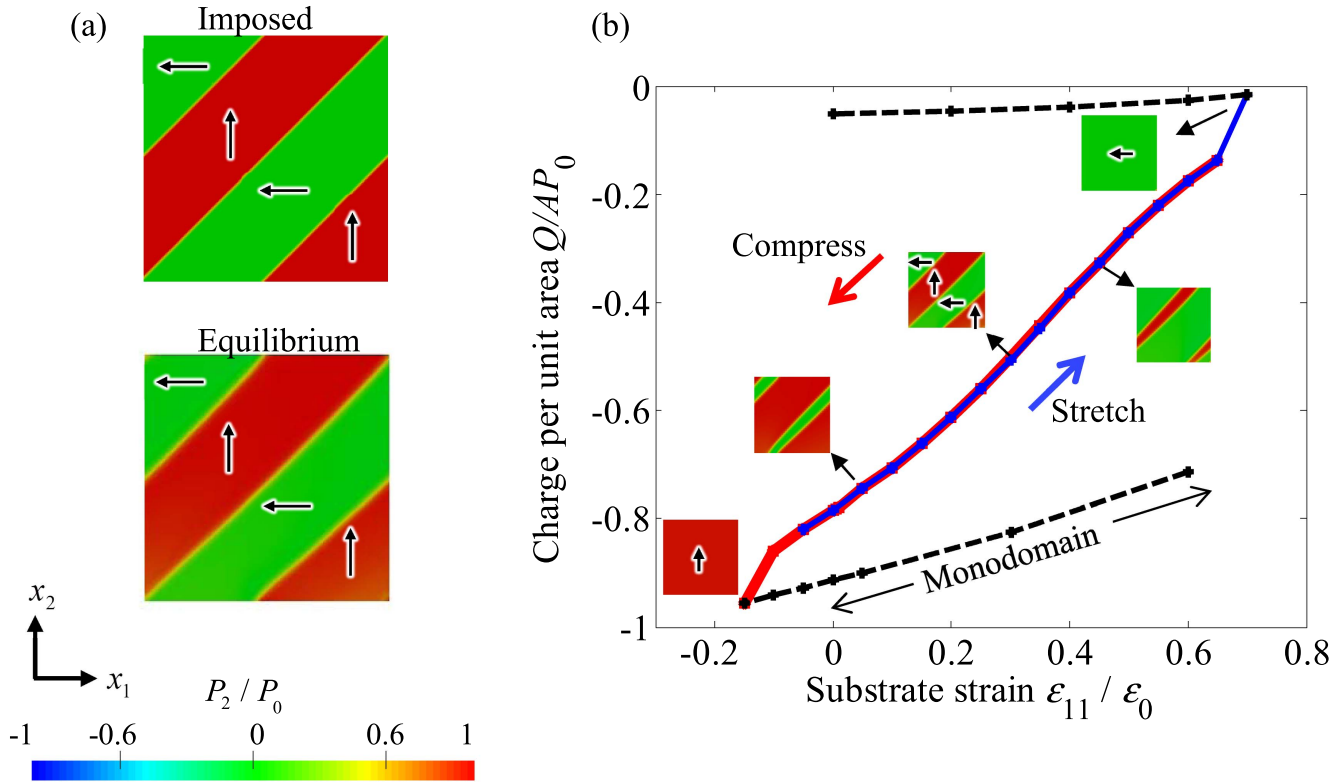 (a)
Imposed
Equilibrium
x₂
x₁
P₂ / P₀
-1
-0.6
0
0.6
1
(b)
Charge per unit area Q/AP₀
0
-0.2
-0.4
-0.6
-0.8
-1
Compress
Stretch
Monodomain
-0.2
0
0.2
0.4
0.6
0.8
Substrate strain ε₁₁ / ε₀